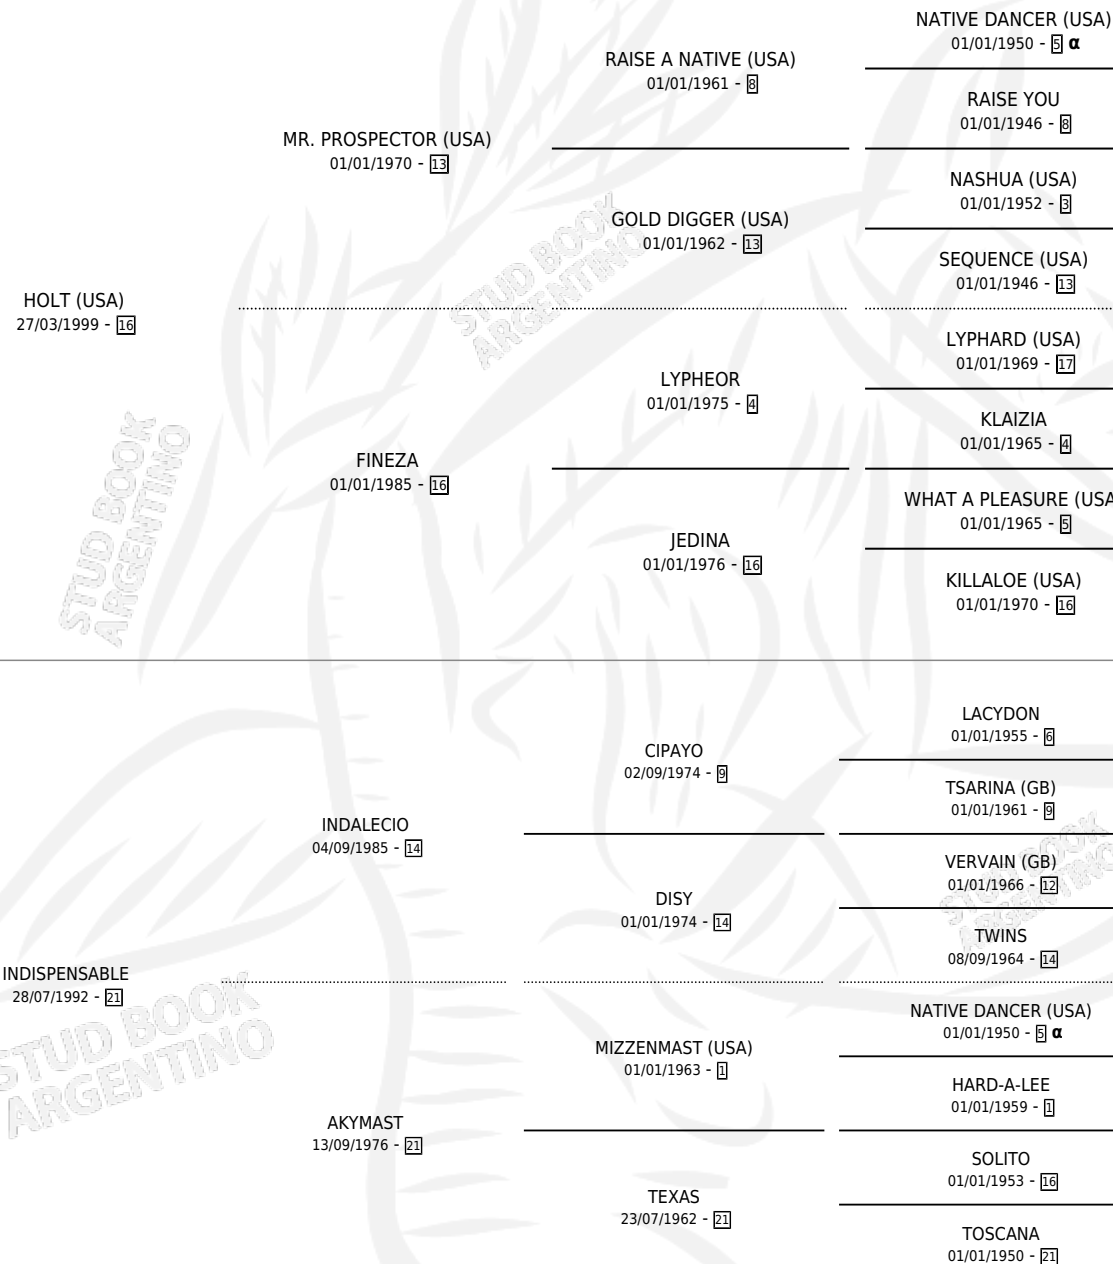 NATIVE DANCER (USA)
01/01/1950 - 5 α
RAISE A NATIVE (USA)
01/01/1961 - 8
RAISE YOU
01/01/1946 - 8
MR. PROSPECTOR (USA)
01/01/1970 - 13
NASHUA (USA)
01/01/1952 - 3
GOLD DIGGER (USA)
01/01/1962 - 13
SEQUENCE (USA)
01/01/1946 - 13
HOLT (USA)
27/03/1999 - 16
LYPHARD (USA)
01/01/1969 - 17
LYPHEOR
01/01/1975 - 4
KLAIZIA
01/01/1965 - 4
FINEZA
01/01/1985 - 16
WHAT A PLEASURE (USA
01/01/1965 - 5
JEDINA
01/01/1976 - 16
KILLALOE (USA)
01/01/1970 - 16
LACYDON
01/01/1955 - 6
CIPAYO
02/09/1974 - 9
TSARINA (GB)
01/01/1961 - 9
INDALECIO
04/09/1985 - 14
VERVAIN (GB)
01/01/1966 - 12
DISY
01/01/1974 - 14
TWINS
08/09/1964 - 14
INDISPENSABLE
28/07/1992 - 21
NATIVE DANCER (USA)
01/01/1950 - 5 α
MIZZENMAST (USA)
01/01/1963 - 1
HARD-A-LEE
01/01/1959 - 1
AKYMAST
13/09/1976 - 21
SOLITO
01/01/1953 - 16
TEXAS
23/07/1962 - 21
TOSCANA
01/01/1950 - 21
STUD BOOK
ARGENTINO
STUD BOOK
ARGENTINO
STUD BOOK
ARGENTINO
STUD BOOK
ARGENTINO